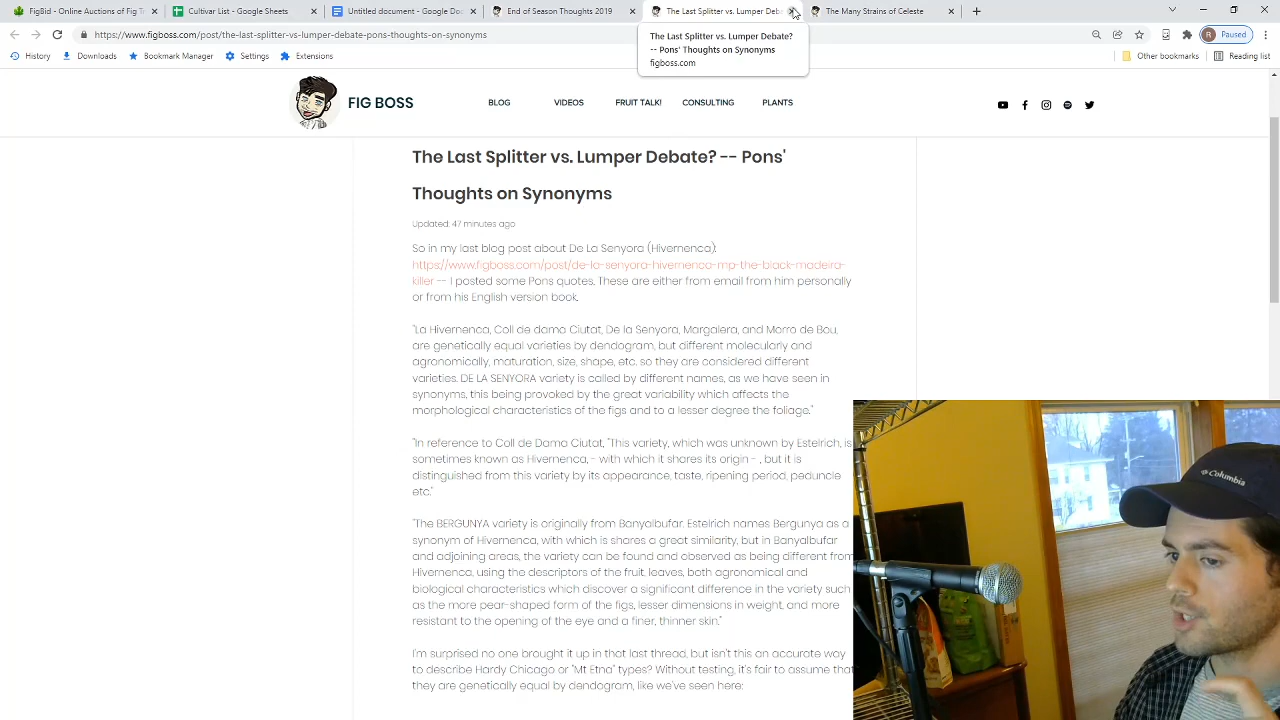 FigBid - Online Auctions of Fig T
Cultivar List - Google Sheets
Untitled document - Google Doc
End of Season Thoughts 2019
The Last Splitter vs. Lumper Deb
The Many Strains of Celeste
https://www.figboss.com/post/pons-thoughts-on-synonyms
R Paused
History
Downloads
Bookmark Manager
Settings
Extensions
Other bookmarks
Reading list
The Last Splitter vs. Lumper Debate?
-- Pons' Thoughts on Synonyms
figboss.com
FIG BOSS
BLOG
VIDEOS
FRUIT TALK!
CONSULTING
PLANTS
The Last Splitter vs. Lumper Debate? -- Pons'
Thoughts on Synonyms
Updated: 47 minutes ago
So in my last blog post about De La Senyora (Hivernenca):
https://www.figboss.com/post/de-la-senyora-hivernenca-mp-the-black-madeira-
killer -- I posted some Pons quotes. These are either from email from him personally
or from his English version book.
"La Hivernenca, Coll de dama Ciutat, De la Senyora, Margalera, and Morro de Bou,
are genetically equal varieties by dendogram, but different molecularly and
agronomically, maturation, size, shape, etc. so they are considered different
varieties. DE LA SENYORA variety is called by different names, as we have seen in
synonyms, this being provoked by the great variability which affects the
morphological characteristics of the figs and to a lesser degree the foliage."
"In reference to Coll de Dama Ciutat, "This variety, which was unknown by Estelrich, is
sometimes known as Hivernenca, - with which it shares its origin - , but it is
distinguished from this variety by its appearance, taste, ripening period, peduncle
etc."
"The BERGUNYA variety is originally from Banyalbufar. Estelrich names Bergunya as a
synonym of Hivernenca, with which is shares a great similarity, but in Banyalbufar
and adjoining areas, the variety can be found and observed as being different from
Hivernenca, using the descriptors of the fruit, leaves, both agronomical and
biological characteristics which discover a significant difference in the variety such
as the more pear-shaped form of the figs, lesser dimensions in weight, and more
resistant to the opening of the eye and a finer, thinner skin."
I'm surprised no one brought it up in that last thread, but isn't this an accurate way
to describe Hardy Chicago or "Mt Etna" types? Without testing, it's fair to assume that
they are genetically equal by dendogram, like we've seen here:
Columbia